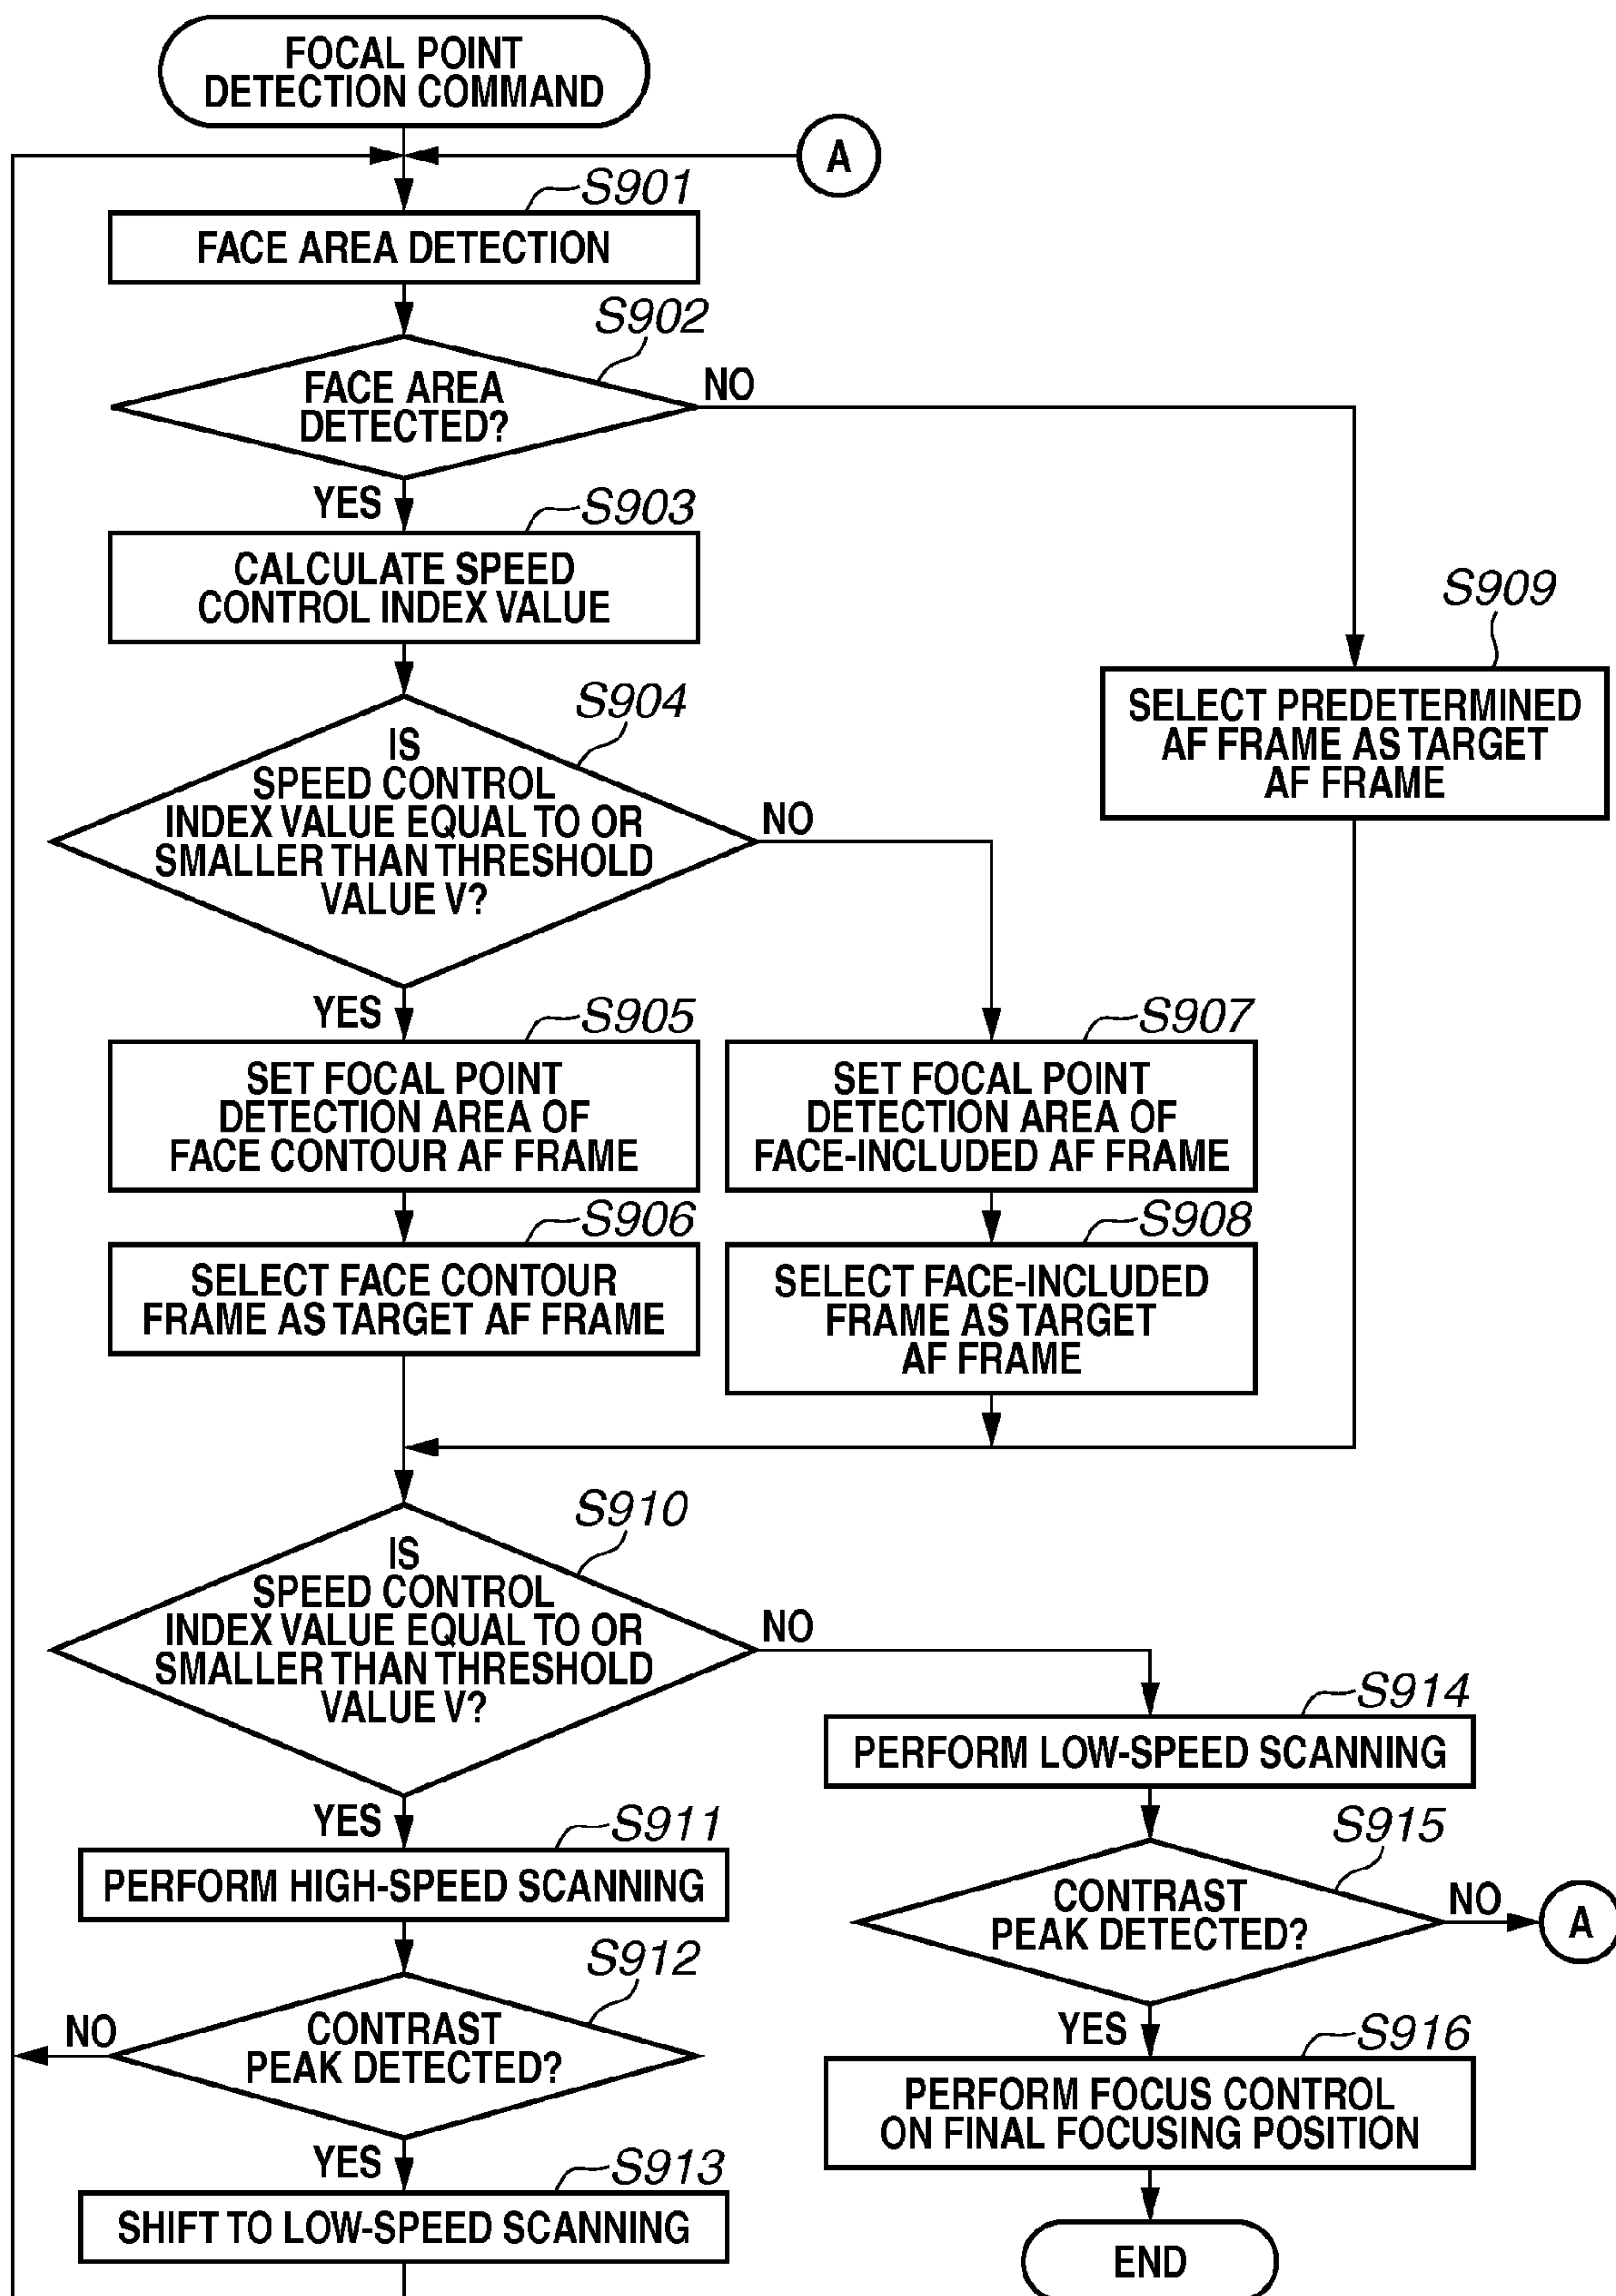 FOCAL POINT
DETECTION COMMAND
A
S901
FACE AREA DETECTION
S902
FACE AREA
DETECTED?
NO
YES
S903
CALCULATE SPEED
CONTROL INDEX VALUE
S909
SELECT PREDETERMINED
AF FRAME AS TARGET
AF FRAME
S904
IS
SPEED CONTROL
INDEX VALUE EQUAL TO OR
SMALLER THAN THRESHOLD
VALUE V?
NO
YES
S905
SET FOCAL POINT
DETECTION AREA OF
FACE CONTOUR AF FRAME
S907
SET FOCAL POINT
DETECTION AREA OF
FACE-INCLUDED AF FRAME
S906
SELECT FACE CONTOUR
FRAME AS TARGET AF FRAME
S908
SELECT FACE-INCLUDED
FRAME AS TARGET
AF FRAME
S910
IS
SPEED CONTROL
INDEX VALUE EQUAL TO OR
SMALLER THAN THRESHOLD
VALUE V?
NO
YES
S911
PERFORM HIGH-SPEED SCANNING
S912
CONTRAST
PEAK DETECTED?
NO
YES
S913
SHIFT TO LOW-SPEED SCANNING
S914
PERFORM LOW-SPEED SCANNING
S915
CONTRAST
PEAK DETECTED?
NO
A
YES
S916
PERFORM FOCUS CONTROL
ON FINAL FOCUSING POSITION
END